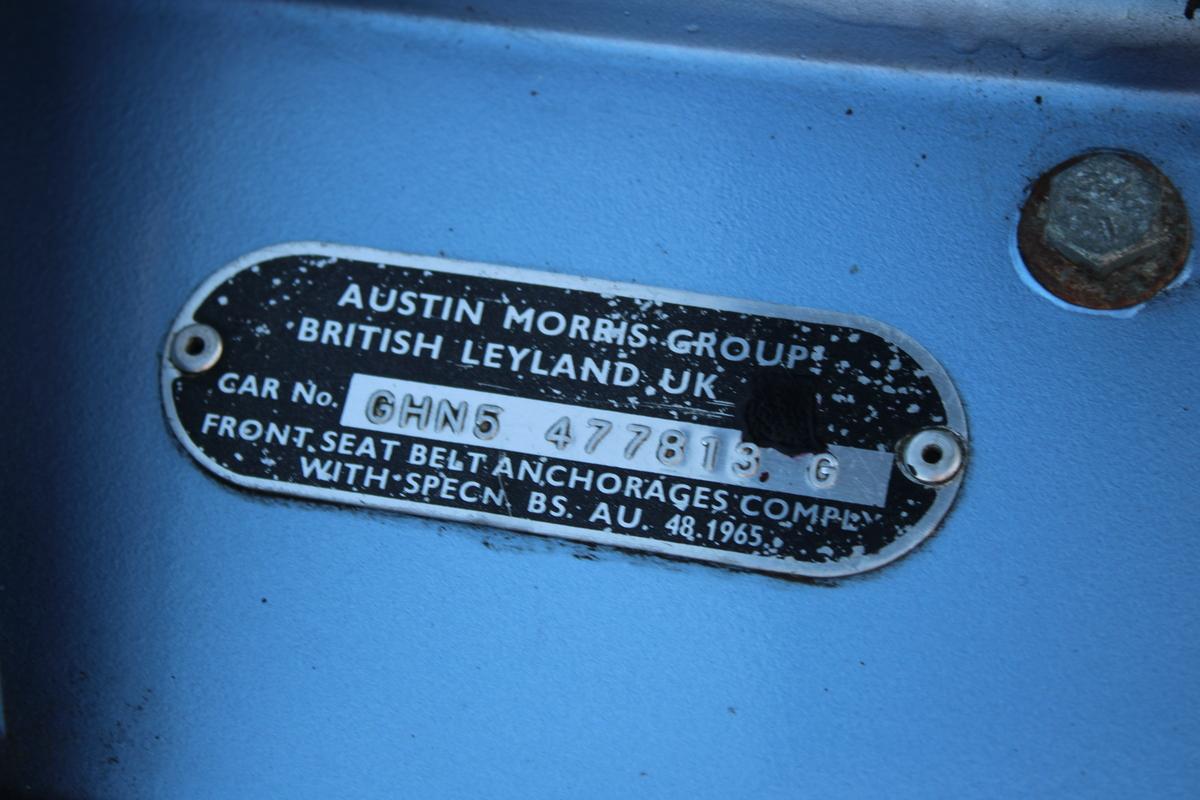 AUSTIN MORRIS GROUP
BRITISH LEYLAND UK
CAR No. GHN5 477813 G
FRONT SEAT BELT ANCHORAGES COMPLY
WITH SPECN. BS. AU. 48.1965.